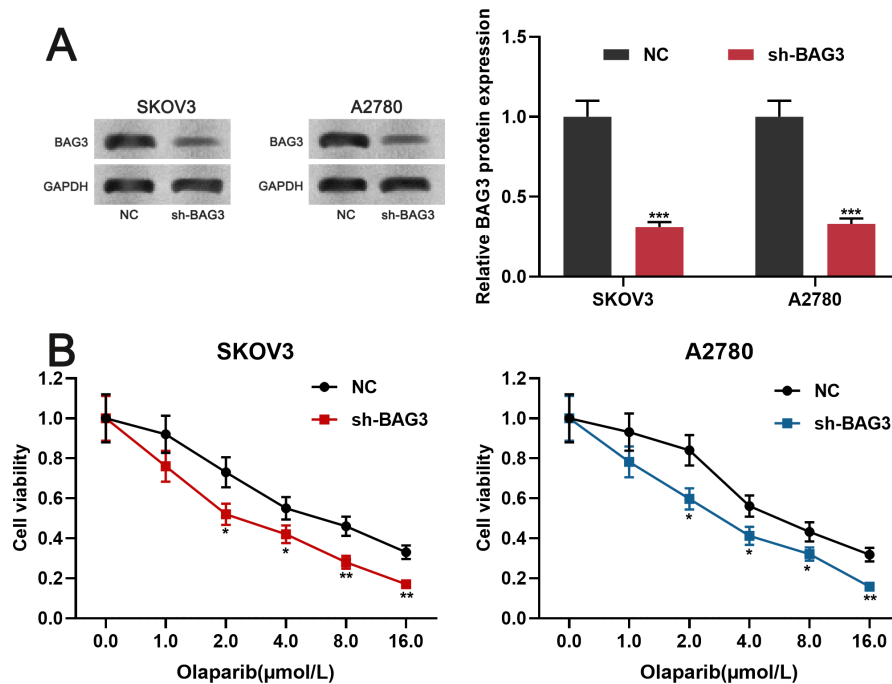 A
SKOV3
BAG3
GAPDH
NC sh-BAG3
A2780
BAG3
GAPDH
NC sh-BAG3
Relative BAG3 protein expression
1.5
1.0
0.5
0.0
NC sh-BAG3
***
***
SKOV3 A2780
B
SKOV3
Cell viability
1.2
1.0
0.8
0.6
0.4
0.2
0.0
NC
sh-BAG3
*
*
**
**
0.0 1.0 2.0 4.0 8.0 16.0
Olaparib(μmol/L)
A2780
Cell viability
1.2
1.0
0.8
0.6
0.4
0.2
0.0
NC
sh-BAG3
*
*
*
**
0.0 1.0 2.0 4.0 8.0 16.0
Olaparib(μmol/L)